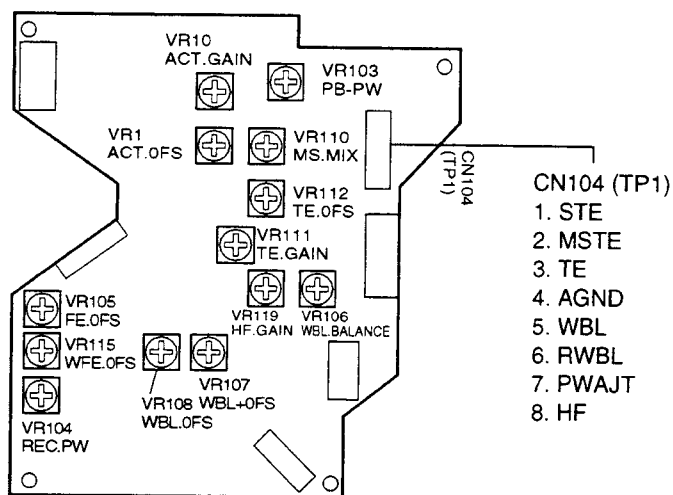 VR10
ACT.GAIN
VR103
PB-PW
VR1
ACT.0FS
VR110
MS.MIX
CN104
(TP1)
VR112
TE.0FS
VR111
TE.GAIN
VR119
HF.GAIN
VR106
WBL.BALANCE
VR105
FE.0FS
VR115
WFE.0FS
VR104
REC.PW
VR108
WBL.0FS
VR107
WBL+0FS
CN104 (TP1)
1. STE
2. MSTE
3. TE
4. AGND
5. WBL
6. RWBL
7. PWAJT
8. HF